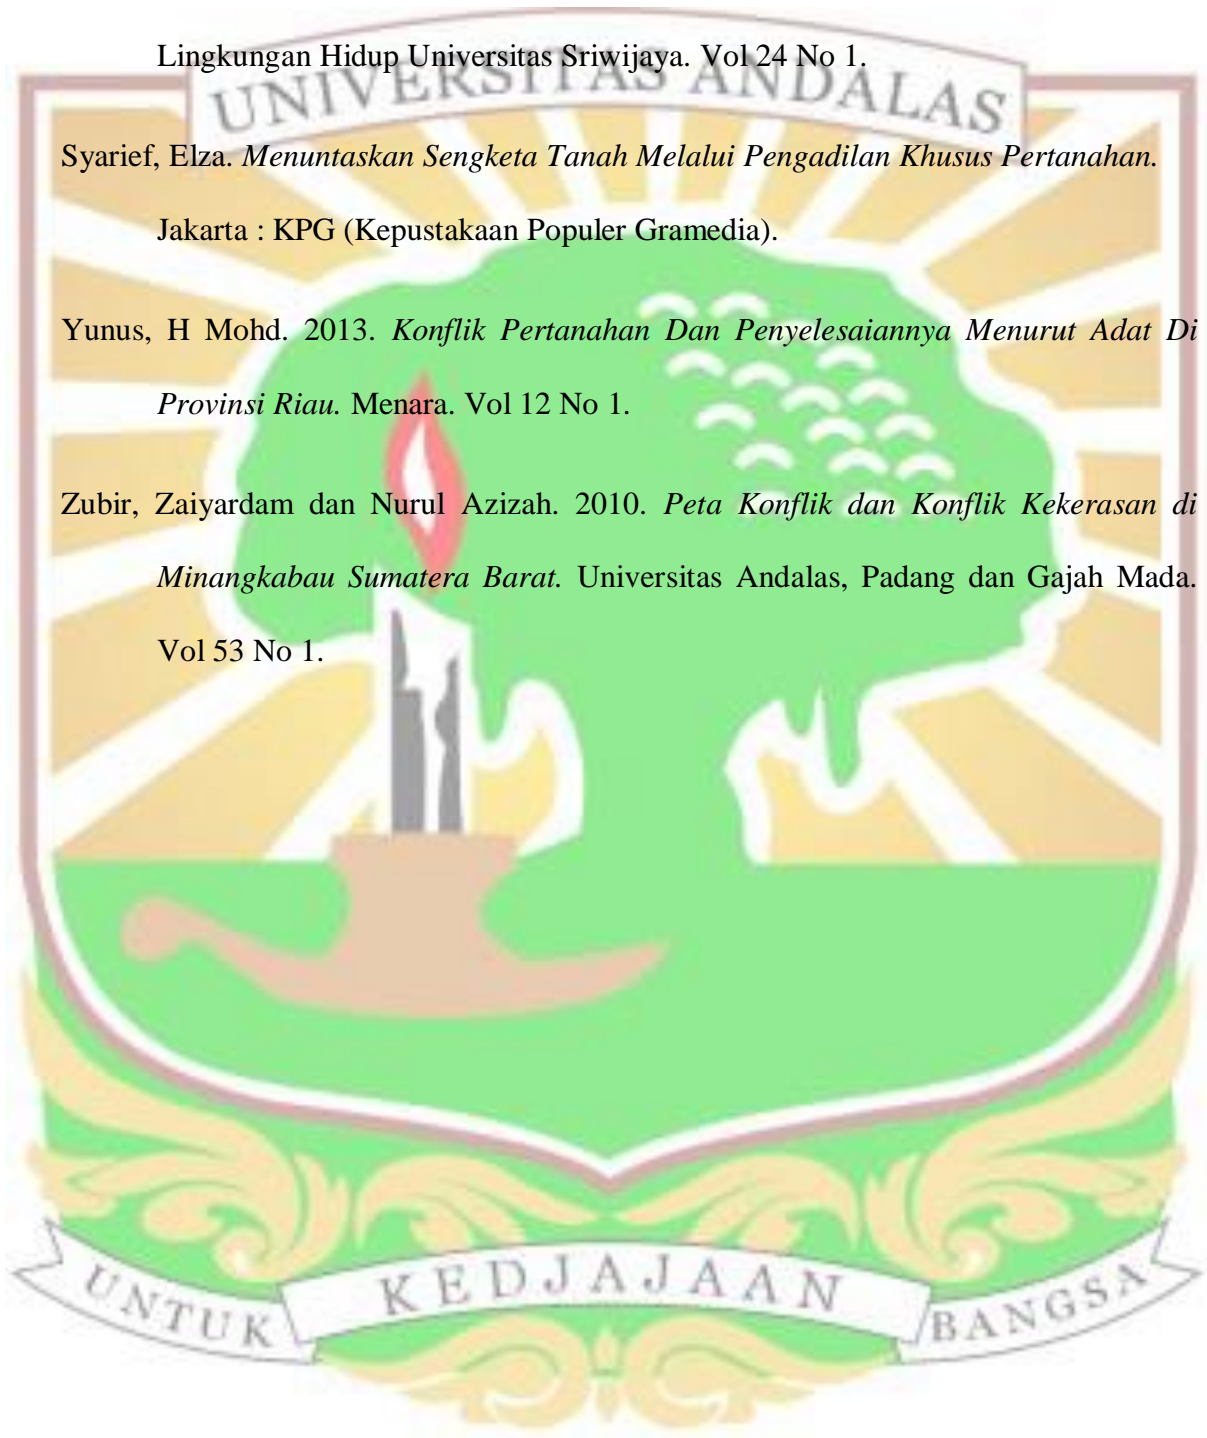 Lingkungan Hidup Universitas Sriwijaya. Vol 24 No 1.
UNIVERSITAS ANDALAS
Syarief, Elza. Menuntaskan Sengketa Tanah Melalui Pengadilan Khusus Pertanahan.
Jakarta : KPG (Kepustakaan Populer Gramedia).
Yunus, H Mohd. 2013. Konflik Pertanahan Dan Penyelesaiannya Menurut Adat Di
Provinsi Riau. Menara. Vol 12 No 1.
Zubir, Zaiyardam dan Nurul Azizah. 2010. Peta Konflik dan Konflik Kekerasan di
Minangkabau Sumatera Barat. Universitas Andalas, Padang dan Gajah Mada.
Vol 53 No 1.
UNTUK KEDJAJAAN BANGSA